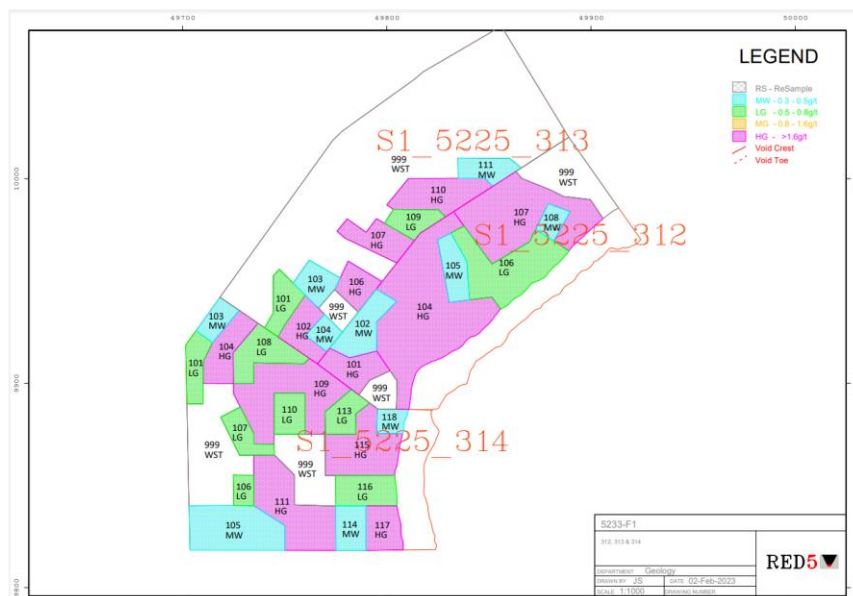 49700 49800 49900 50000
LEGEND
RS - ReSample
MW - 0.3 - 0.5g/t
LG - 0.5 - 0.8g/t
MG - 0.8 - 1.6g/t
HG - >1.6g/t
Void Crest
Void Toe
S1_5225_313
999
WST
111
MW
999
WST
10000
110
HG
109
LG
107
HG
108
MW
107
HG
S1_5225_312
106
LG
105
MW
103
MW
106
HG
101
LG
999
WST
104
HG
103
MW
102
HG
104
MW
102
MW
108
LG
104
HG
101
LG
101
HG
9900
109
HG
999
WST
110
LG
113
LG
118
MW
107
LG
S1_5225_314
999
WST
999
WST
115
HG
106
LG
116
LG
111
HG
105
MW
114
MW
117
HG
5233-F1
312, 313 & 314
DEPARTMENT Geology
DRAWN BY JS DATE 02-Feb-2023
SCALE 1:1000 DRAWING NUMBER
RED5
9800